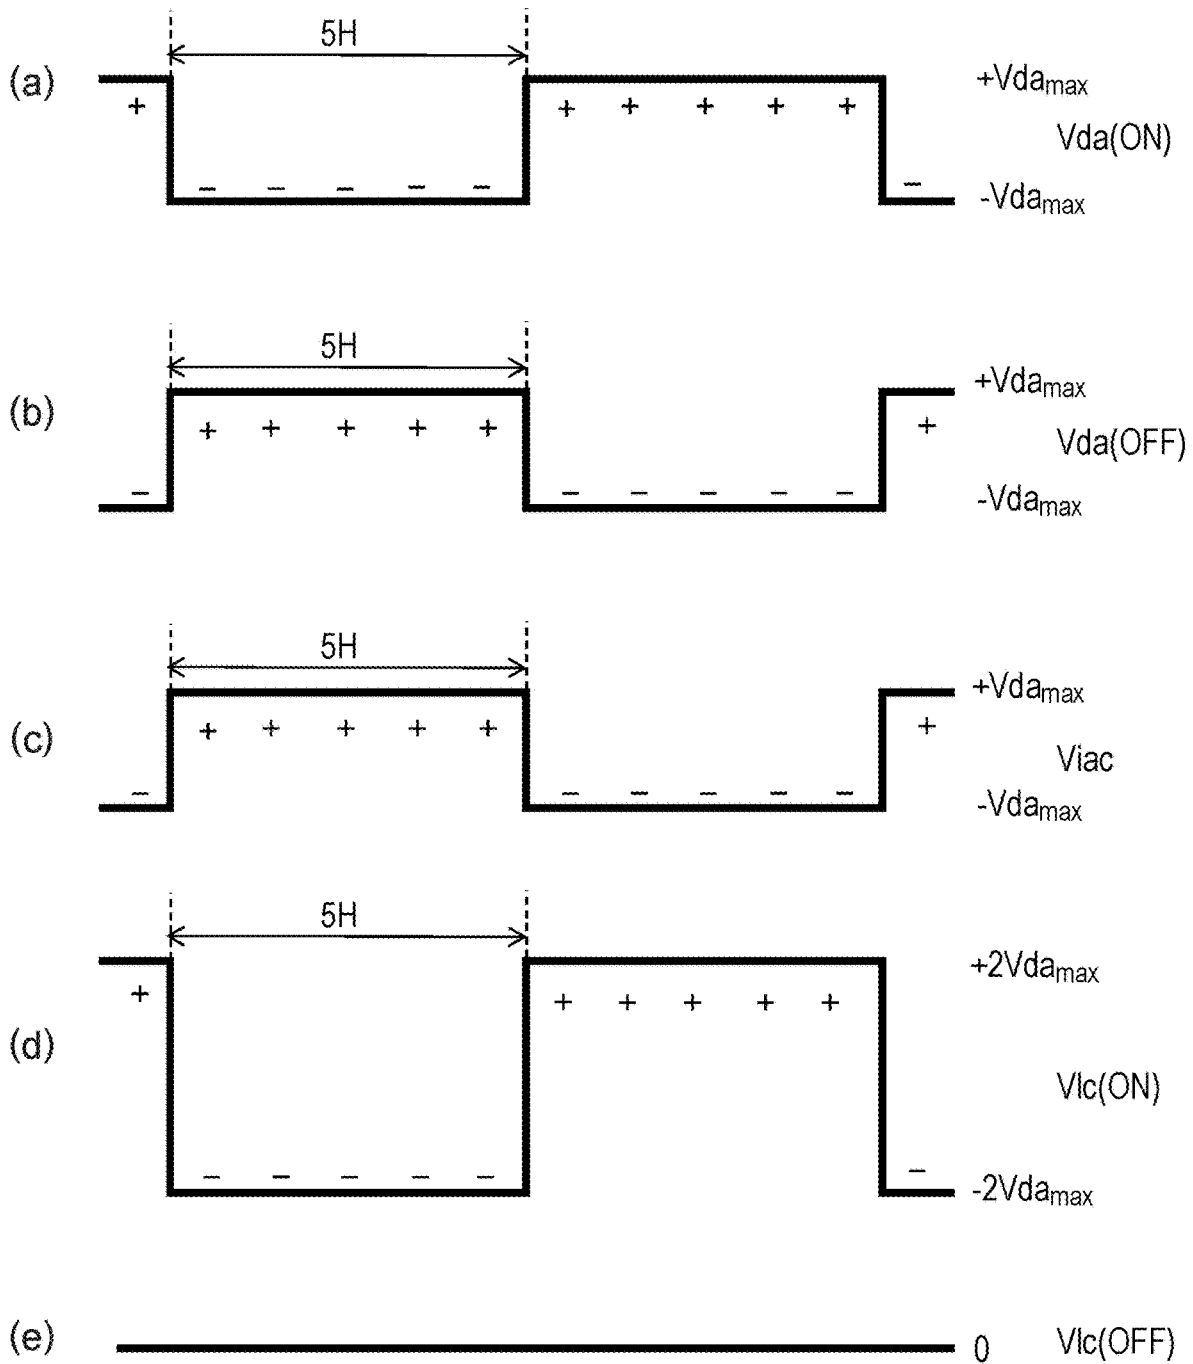 5H
(a) +Vdamax
+ + + + + +
Vda(ON)
− − − − − −
-Vdamax
5H
+Vdamax
(b)
+ + + + + +
Vda(OFF)
− − − − − −
-Vdamax
5H
+Vdamax
(c)
+ + + + + +
Viac
− − − − − −
-Vdamax
5H
+2Vdamax
+ + + + + +
(d)
Vlc(ON)
− − − − − −
-2Vdamax
(e) 0 Vlc(OFF)